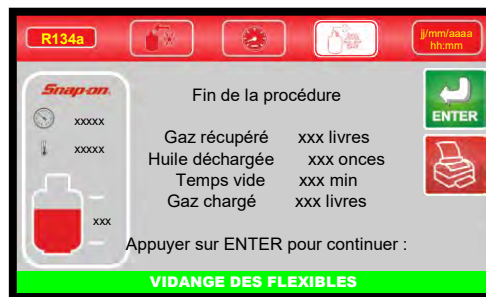 R134a
jj/mm/aaaa
hh:mm
Snap-on
xxxxx
xxxxx
xxx
Fin de la procédure
Gaz récupéré xxx livres
Huile déchargée xxx onces
Temps vide xxx min
Gaz chargé xxx livres
Appuyer sur ENTER pour continuer :
ENTER
VIDANGE DES FLEXIBLES